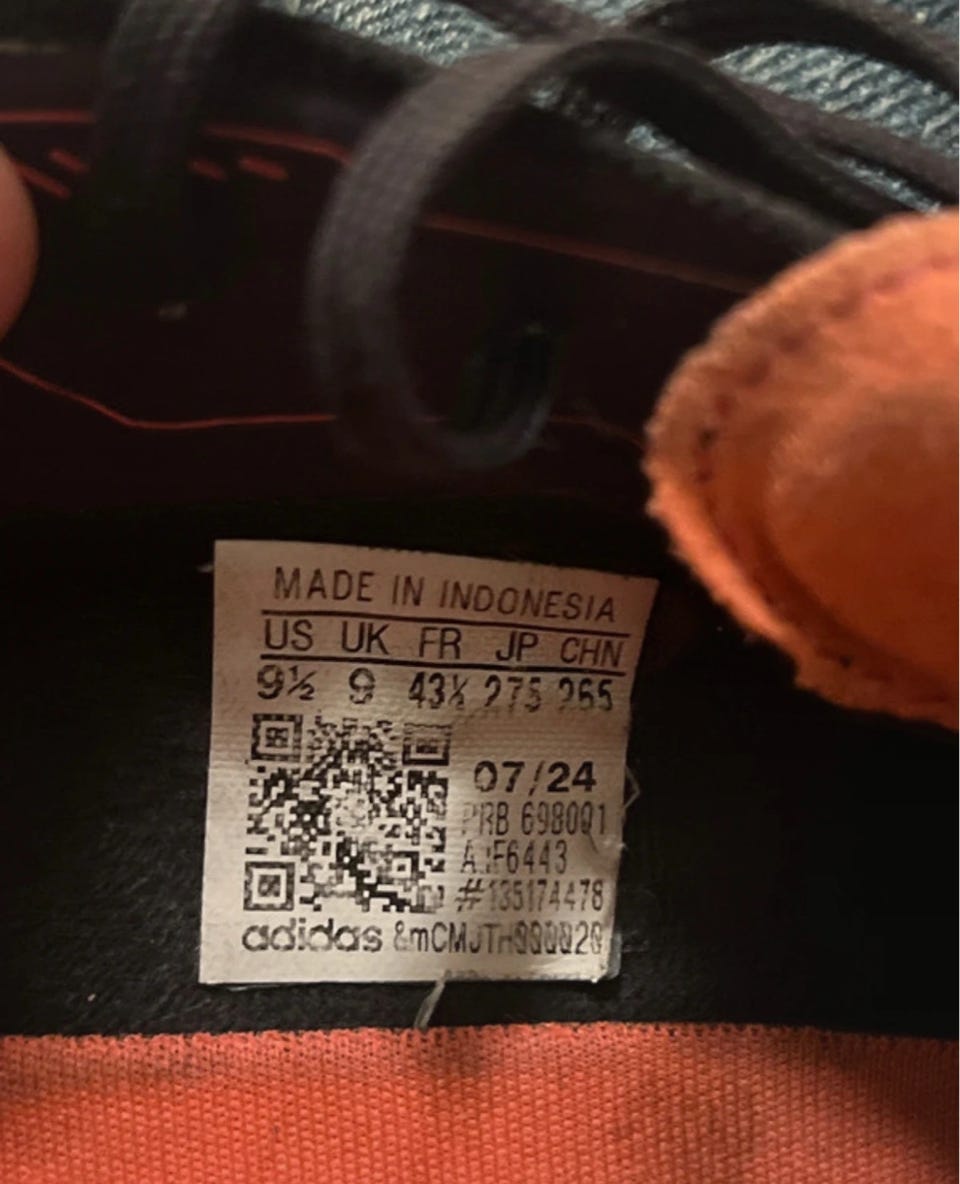 MADE IN INDONESIA
US UK FR JP CHN
9½ 9 43⅓ 275 265
07/24
PRB 698001
#135174478
adidas